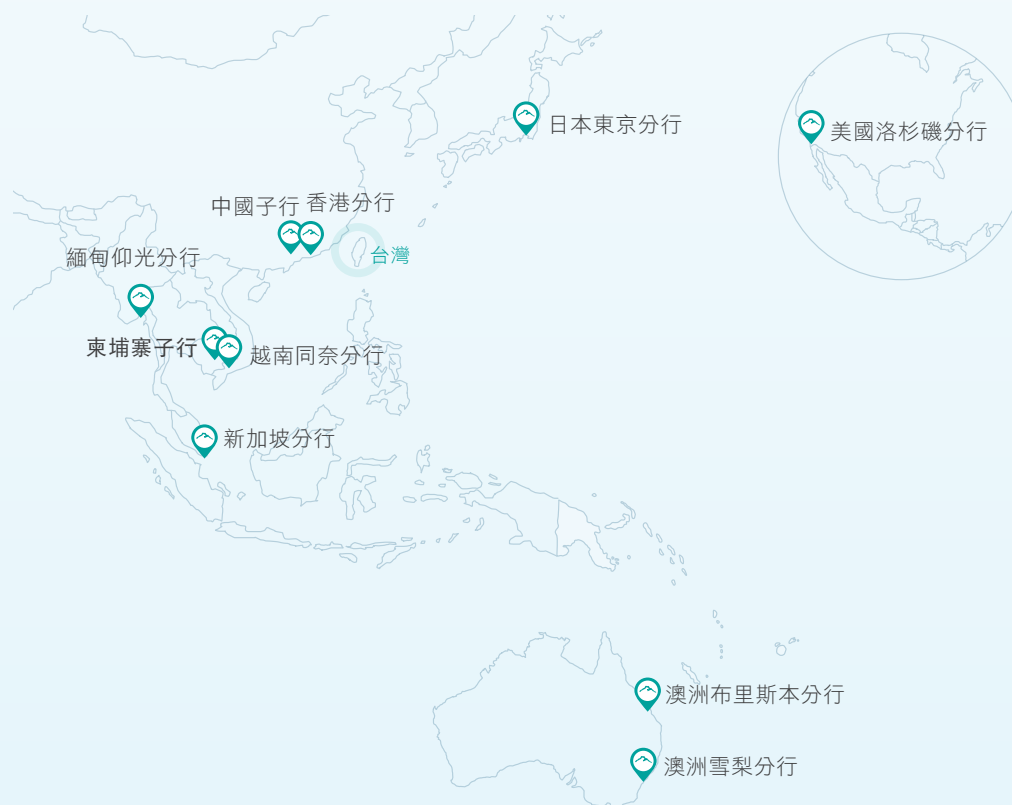 日本東京分行
美國洛杉磯分行
中國子行
香港分行
台灣
緬甸仰光分行
柬埔寨子行
越南同奈分行
新加坡分行
澳洲布里斯本分行
澳洲雪梨分行